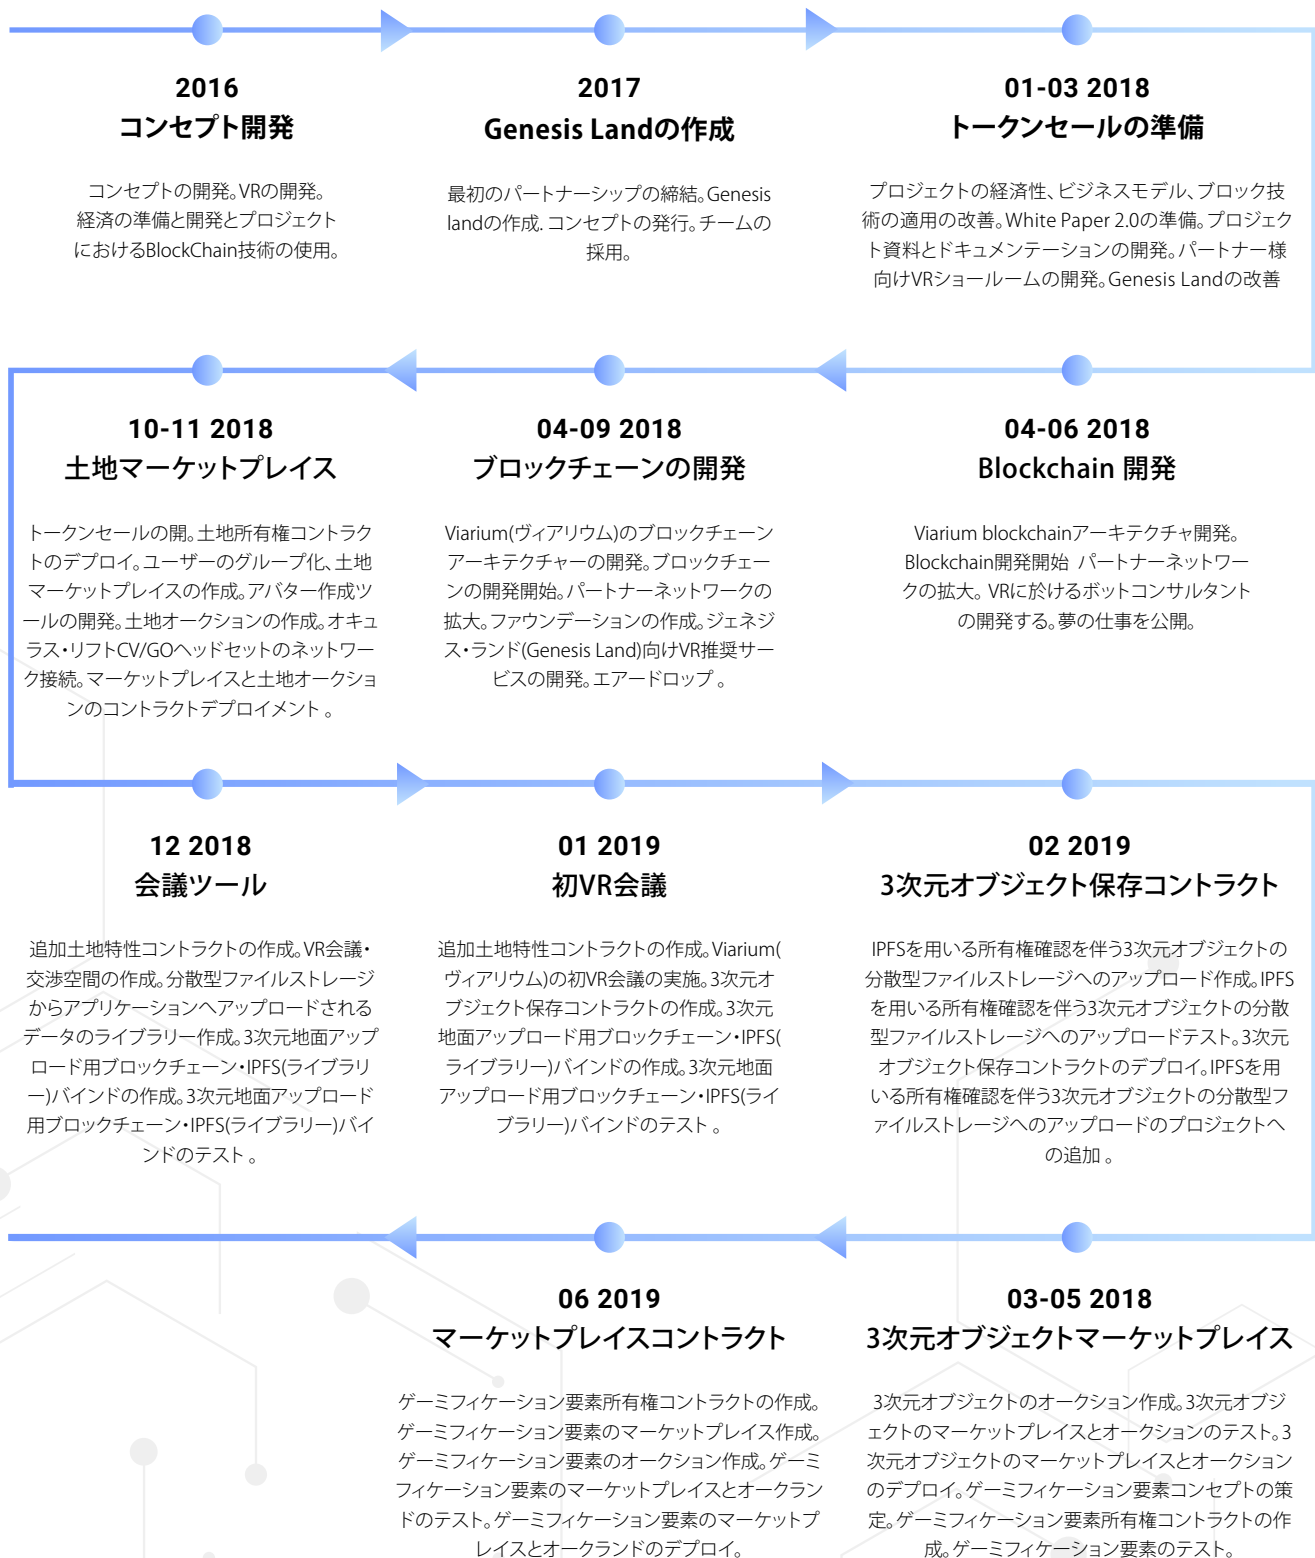 2016
コンセプト開発
コンセプトの開発。VRの開発。
経済の準備と開発とプロジェクト
におけるBlockChain技術の使用。
2017
Genesis Landの作成
最初のパートナーシップの締結。Genesis
landの作成. コンセプトの発行。チームの
採用。
01-03 2018
トークンセールの準備
プロジェクトの経済性、ビジネスモデル、ブロック技
術の適用の改善。White Paper 2.0の準備。プロジェク
ト資料とドキュメンテーションの開発。パートナー様
向けVRショールームの開発。Genesis Landの改善
04-06 2018
Blockchain 開発
Viarium blockchainアーキテクチャ開発。
Blockchain開発開始 パートナーネットワー
クの拡大。 VRに於けるボットコンサルタント
の開発する。夢の仕事を公開。
04-09 2018
ブロックチェーンの開発
Viarium(ヴィアリウム)のブロックチェーン
アーキテクチャーの開発。ブロックチェー
ンの開発開始。パートナーネットワークの
拡大。ファウンデーションの作成。ジェネジ
ス・ランド(Genesis Land)向けVR推奨サー
ビスの開発。エアードロップ 。
10-11 2018
土地マーケットプレイス
トークンセールの開。土地所有権コントラク
トのデプロイ。ユーザーのグループ化、土地
マーケットプレイスの作成。アバター作成ツ
ールの開発。土地オークションの作成。オキュ
ラス・リフトCV/GOヘッドセットのネットワー
ク接続。マーケットプレイスと土地オークショ
ンのコントラクトデプロイメント 。
12 2018
会議ツール
追加土地特性コントラクトの作成。VR会議・
交渉空間の作成。分散型ファイルストレージ
からアプリケーションへアップロードされる
データのライブラリー作成。3次元地面アップ
ロード用ブロックチェーン・IPFS(ライブラリ
ー)バインドの作成。3次元地面アップロード
用ブロックチェーン・IPFS(ライブラリー)バイ
ンドのテスト 。
01 2019
初VR会議
追加土地特性コントラクトの作成。Viarium(
ヴィアリウム)の初VR会議の実施。3次元オ
ブジェクト保存コントラクトの作成。3次元
地面アップロード用ブロックチェーン・IPFS(
ライブラリー)バインドの作成。3次元地面
アップロード用ブロックチェーン・IPFS(ライ
ブラリー)バインドのテスト 。
02 2019
3次元オブジェクト保存コントラクト
IPFSを用いる所有権確認を伴う3次元オブジェクトの
分散型ファイルストレージへのアップロード作成。IPFS
を用いる所有権確認を伴う3次元オブジェクトの分散
型ファイルストレージへのアップロードテスト。3次元
オブジェクト保存コントラクトのデプロイ。IPFSを用
いる所有権確認を伴う3次元オブジェクトの分散型フ
ァイルストレージへのアップロードのプロジェクトへ
の追加 。
03-05 2018
3次元オブジェクトマーケットプレイス
3次元オブジェクトのオークション作成。3次元オブジ
ェクトのマーケットプレイスとオークションのテスト。3
次元オブジェクトのマーケットプレイスとオークション
のデプロイ。ゲーミフィケーション要素コンセプトの策
定。ゲーミフィケーション要素所有権コントラクトの作
成。ゲーミフィケーション要素のテスト。
06 2019
マーケットプレイスコントラクト
ゲーミフィケーション要素所有権コントラクトの作成。
ゲーミフィケーション要素のマーケットプレイス作成。
ゲーミフィケーション要素のオークション作成。ゲーミ
フィケーション要素のマーケットプレイスとオークラン
ドのテスト。ゲーミフィケーション要素のマーケットプ
レイスとオークランドのデプロイ。